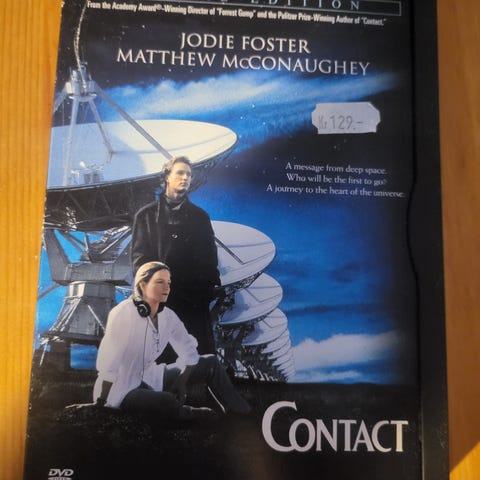 EDITION
From the Academy Award®-Winning Director of "Forrest Gump" and the Pulitzer Prize-Winning Author of "Contact."
JODIE FOSTER
MATTHEW McCONAUGHEY
Kr 129.-
A message from deep space.
Who will be the first to go?
A journey to the heart of the universe.
CONTACT
DVD